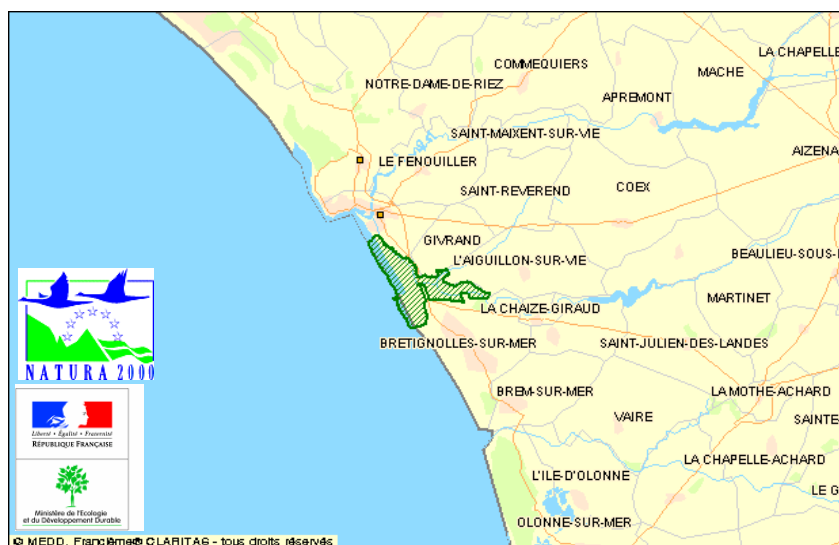 LA CHAPELLE
COMMEQUIERS
MACHE
NOTRE-DAME-DE-RIEZ
APREMONT
SAINT-MAIXENT-SUR-VIE
AIZENA
LE FENOUILLER
SAINT-REVEREND
COEX
GIVRAND
BEAULIEU-SOUS-
L'AIGUILLON-SUR-VIE
MARTINET
LA CHAIZE-GIRAUD
BRETIGNOLLES-SUR-MER
SAINT-JULIEN-DES-LANDES
NATURA 2000
BREM-SUR-MER
LA MOTHE-ACHARD
VAIRE
SAINTE-
Liberté • Égalité • Fraternité
RÉPUBLIQUE FRANÇAISE
LA CHAPELLE-ACHARD
L'ILE-D'OLONNE
LE G
Ministère de l'Ecologie
et du Développement Durable
OLONNE-SUR-MER
© MEDD, CLARITAS - tous droits réservés